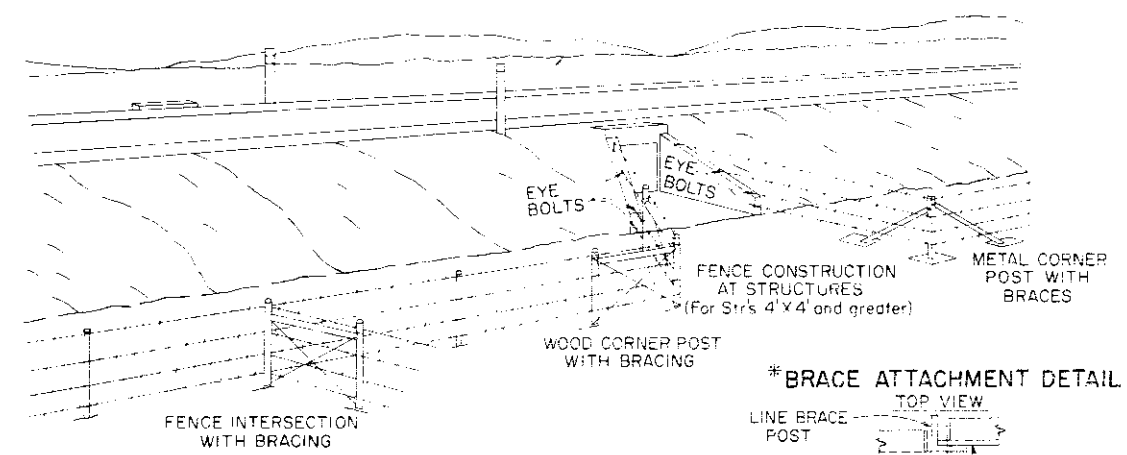 EYE
BOLTS
EYE
BOLTS
FENCE CONSTRUCTION
AT STRUCTURES
(For Str's 4'X4' and greater)
METAL CORNER
POST WITH
BRACES
WOOD CORNER POST
WITH BRACING
FENCE INTERSECTION
WITH BRACING
*BRACE ATTACHMENT DETAIL
TOP VIEW
LINE BRACE
POST